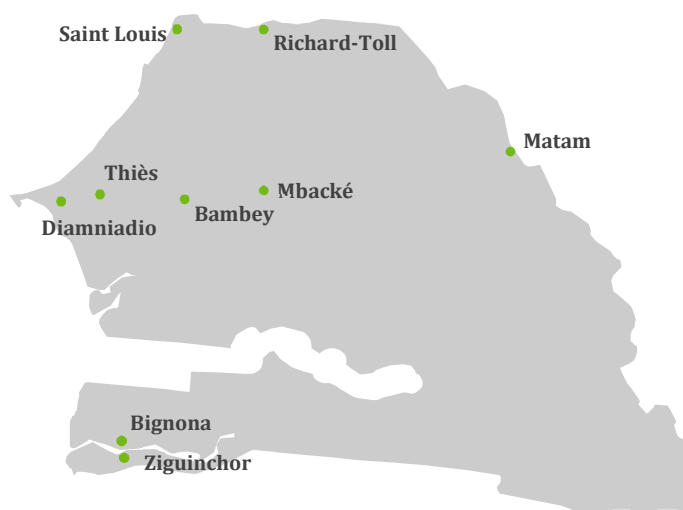 Saint Louis
Richard-Toll
Matam
Thiès
Mbacké
Bambey
Diamniadio
Bignona
Ziguinchor